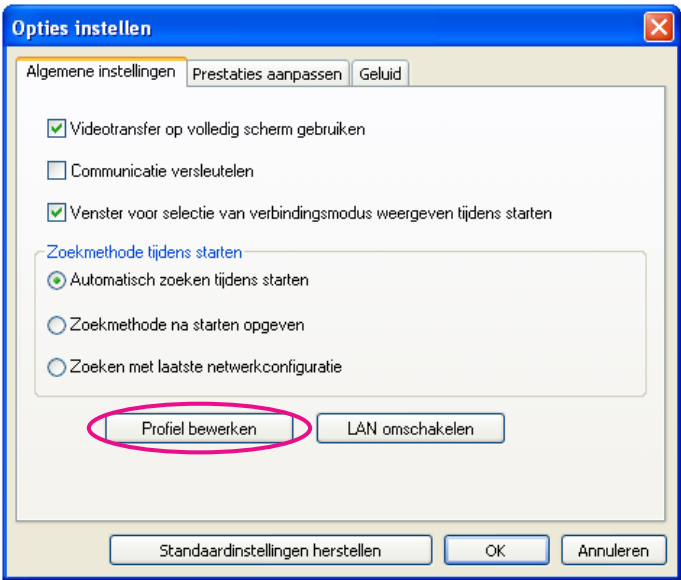 Opties instellen
Algemene instellingen Prestaties aanpassen Geluid
Videotransfer op volledig scherm gebruiken
Communicatie versleutelen
Venster voor selectie van verbindingsmodus weergeven tijdens starten
Zoekmethode tijdens starten
Automatisch zoeken tijdens starten
Zoekmethode na starten opgeven
Zoeken met laatste netwerkconfiguratie
Profiel bewerken LAN omschakelen
Standaardinstellingen herstellen OK Annuleren